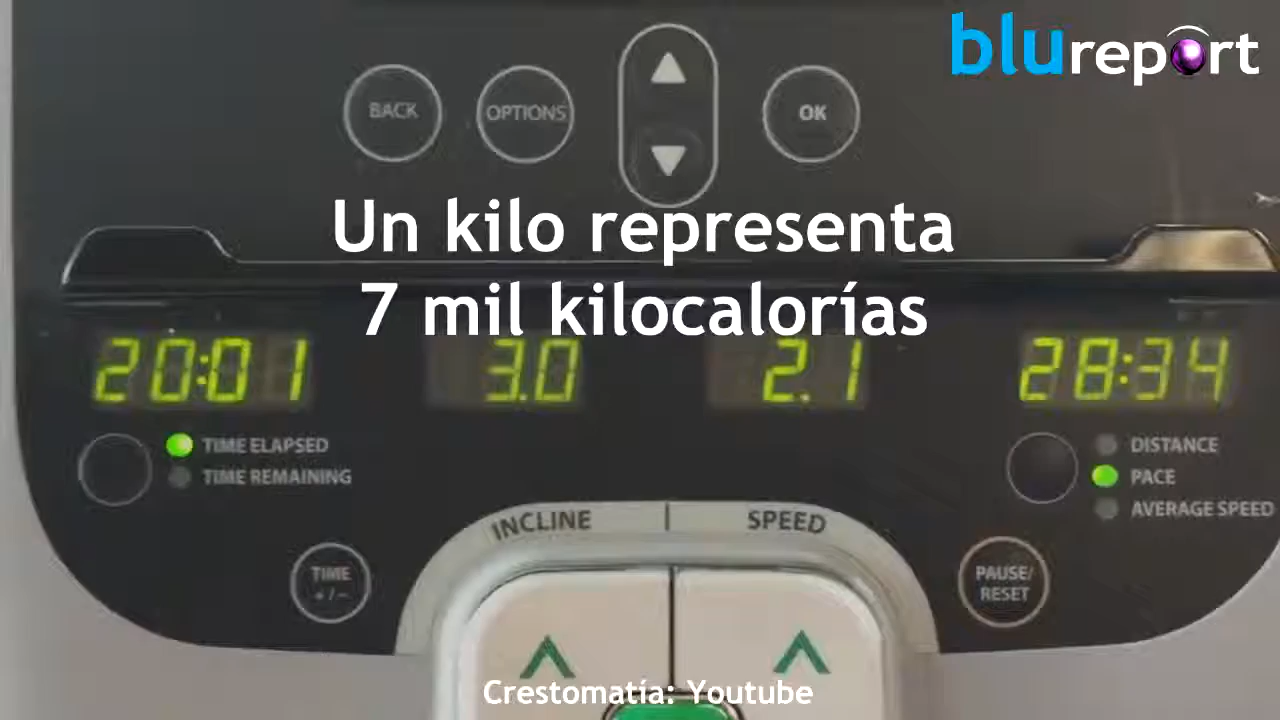 blureport
BACK
OPTIONS
OK
Un kilo representa
7 mil kilocalorías
20:01
3.0
2.1
28:34
TIME ELAPSED
TIME REMAINING
DISTANCE
PACE
AVERAGE SPEED
INCLINE
SPEED
TIME
+/−
PAUSE/
RESET
Crestomatía: Youtube